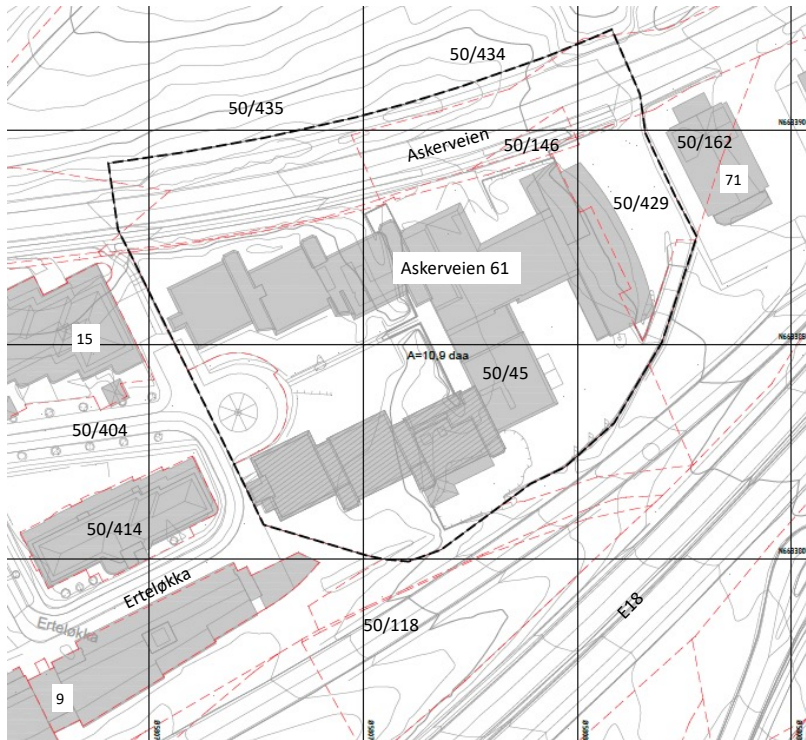 50/434
50/435
Askerveien
50/146
50/162
71
50/429
Askerveien 61
15
A=10,9 daa
50/45
50/404
50/414
Erteløkka
Erteløkka
50/118
E18
9